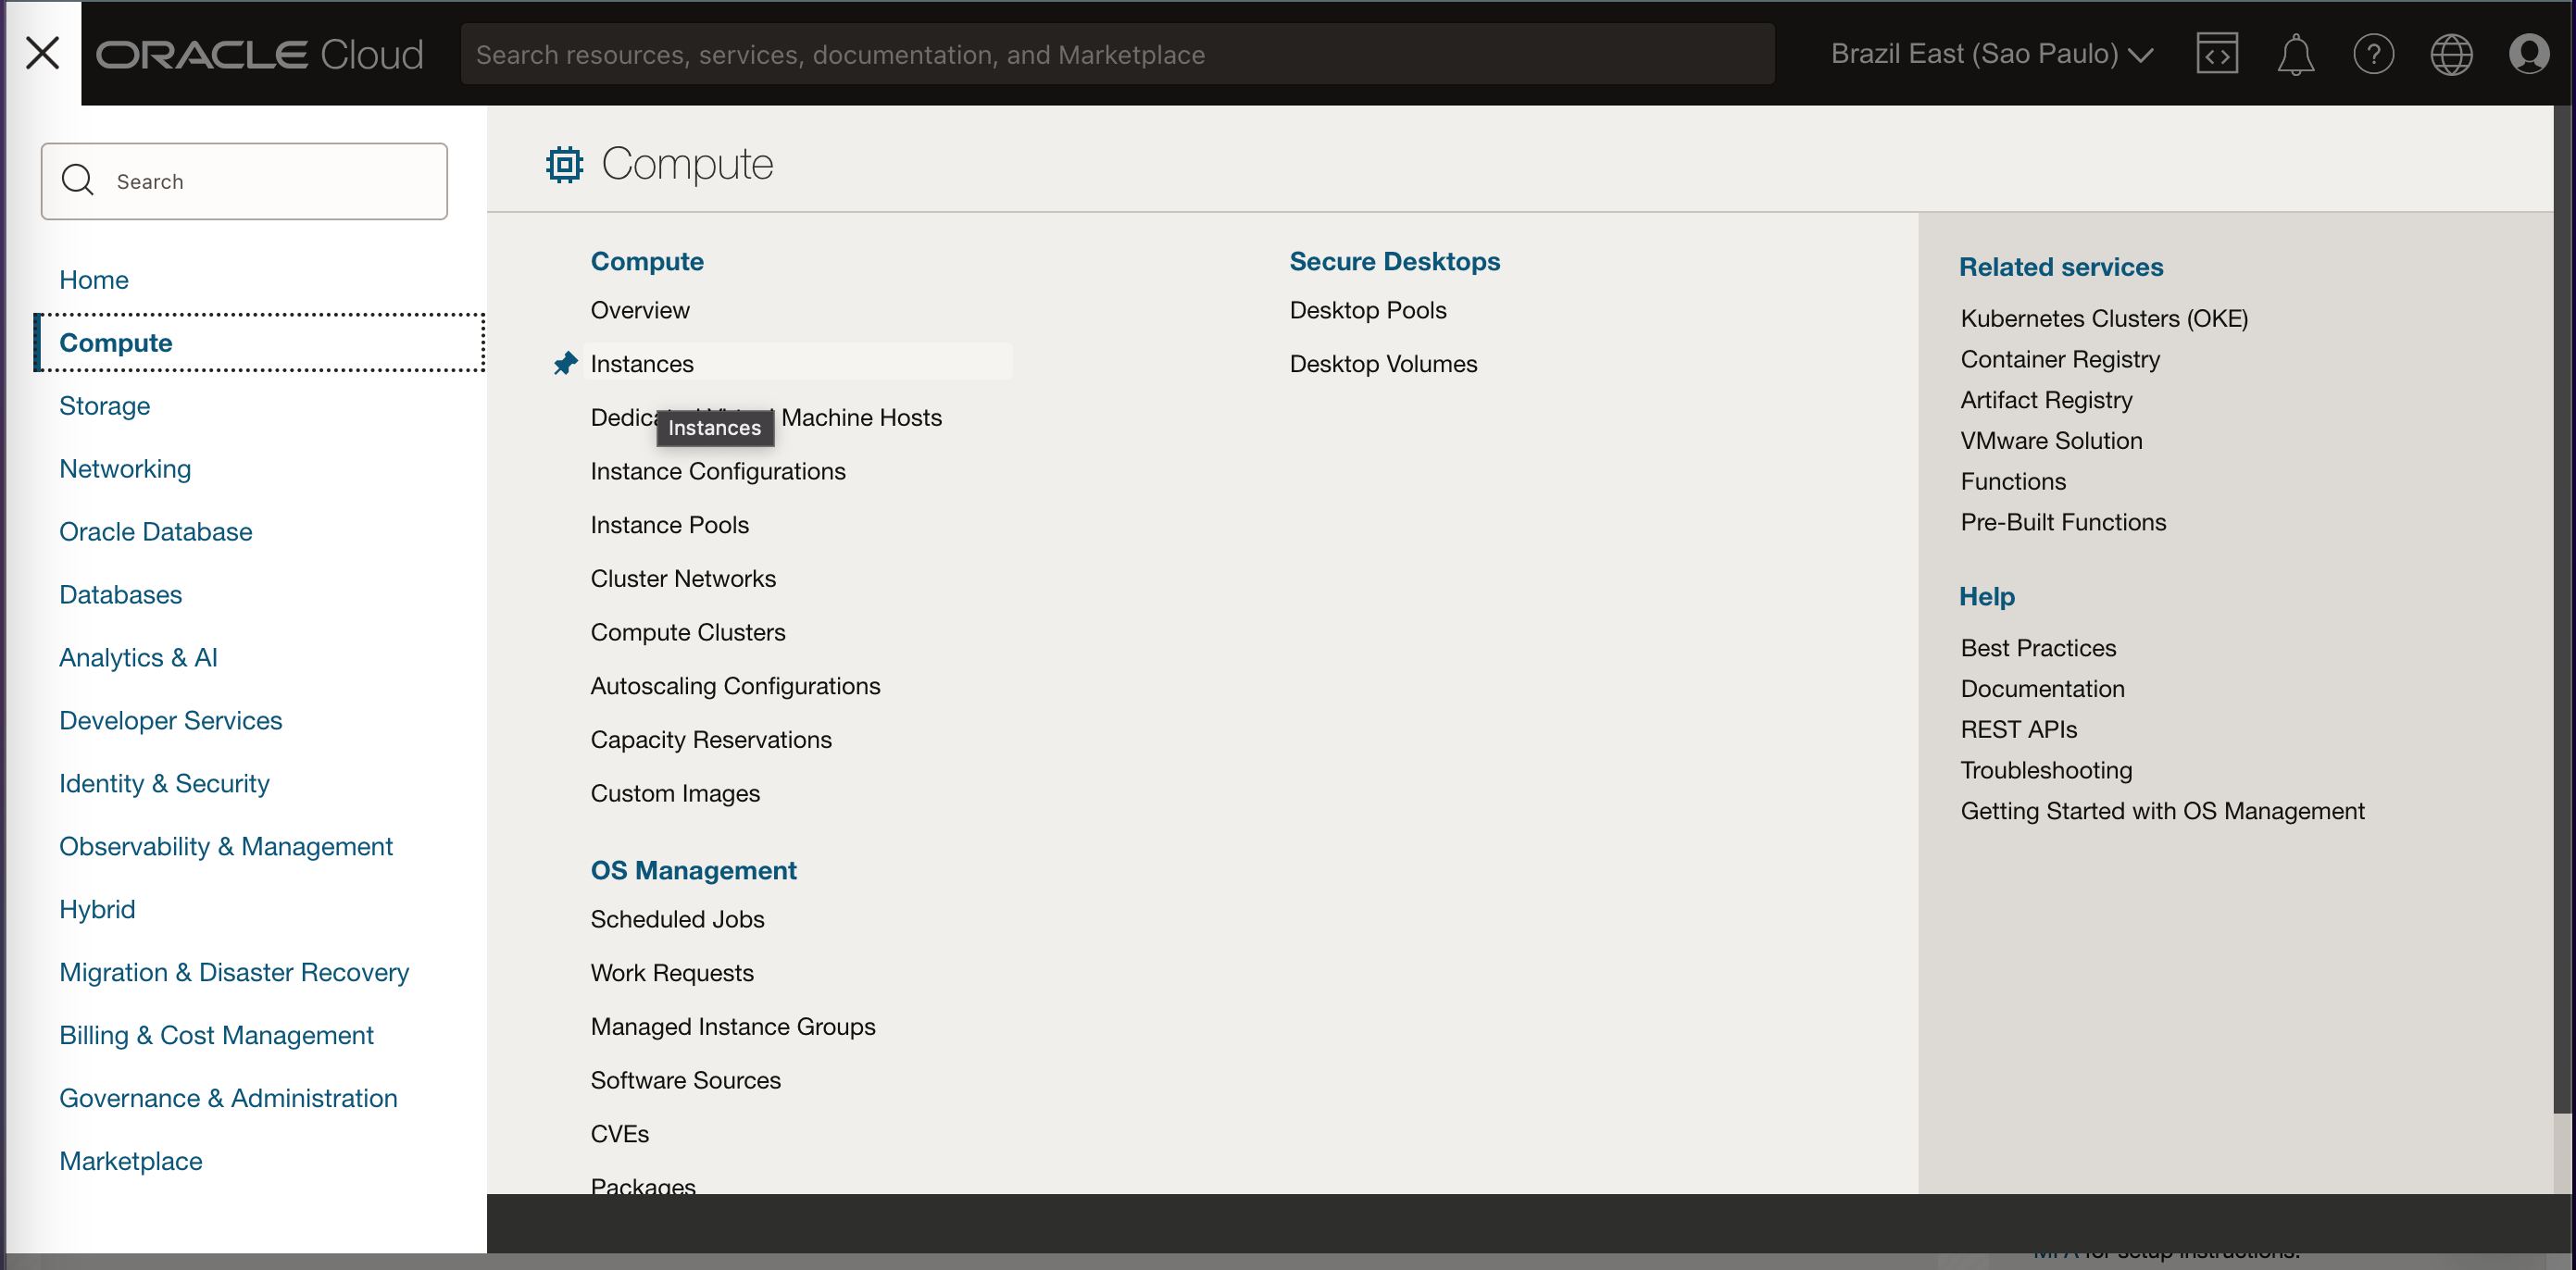 ORACLE Cloud
Search resources, services, documentation, and Marketplace
Brazil East (Sao Paulo)
Search
Home
Compute
Storage
Networking
Oracle Database
Databases
Analytics & AI
Developer Services
Identity & Security
Observability & Management
Hybrid
Migration & Disaster Recovery
Billing & Cost Management
Governance & Administration
Marketplace
Compute
Compute
Overview
Instances
Machine Hosts
Instances
Instance Configurations
Instance Pools
Cluster Networks
Compute Clusters
Autoscaling Configurations
Capacity Reservations
Custom Images
OS Management
Scheduled Jobs
Work Requests
Managed Instance Groups
Software Sources
CVEs
Packages
Secure Desktops
Desktop Pools
Desktop Volumes
Related services
Kubernetes Clusters (OKE)
Container Registry
Artifact Registry
VMware Solution
Functions
Pre-Built Functions
Help
Best Practices
Documentation
REST APIs
Troubleshooting
Getting Started with OS Management
MFA for setup instructions.